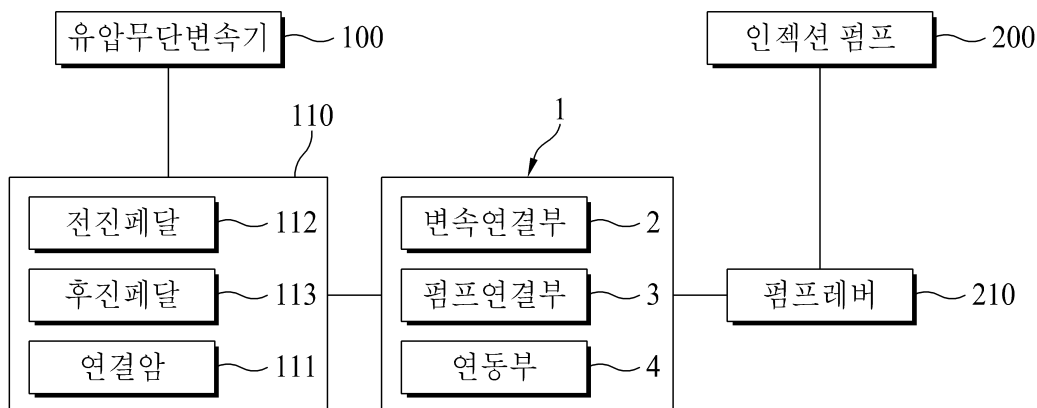 유압무단변속기 100
인젝션 펌프 200
110
1
전진페달 112
변속연결부 2
후진페달 113
펌프연결부 3
펌프레버 210
연결암 111
연동부 4